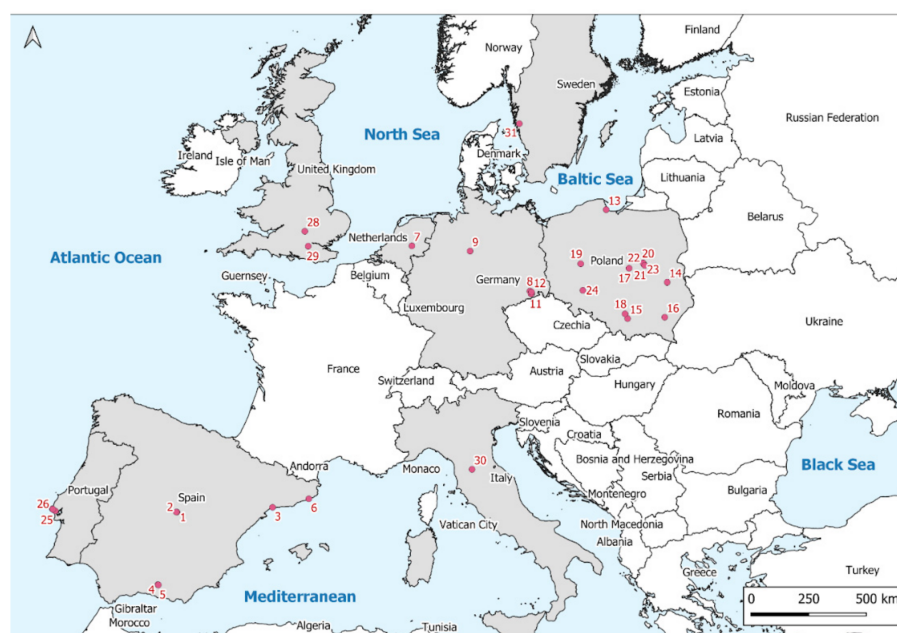 Finland
Norway
Sweden
Estonia
Russian Federation
North Sea
31
Latvia
Ireland
Isle of Man
Denmark
United Kingdom
Baltic Sea
Lithuania
13
Belarus
28
Netherlands
7
9
29
19
Poland
22
20
Atlantic Ocean
Guernsey
Belgium
Germany
8
12
17
21
23
14
11
24
Luxembourg
18
15
16
Czechia
Ukraine
France
Slovakia
Switzerland
Austria
Hungary
Moldova
Slovenia
Romania
Croatia
30
Andorra
Monaco
Italy
Bosnia and Herzegovina
Black Sea
Portugal
Spain
Serbia
26
2
6
Montenegro
Bulgaria
25
1
3
Vatican City
North Macedonia
Albania
4
5
Greece
Turkey
Mediterranean
Gibraltar
Morocco
Algeria
Tunisia
0 250 500 km